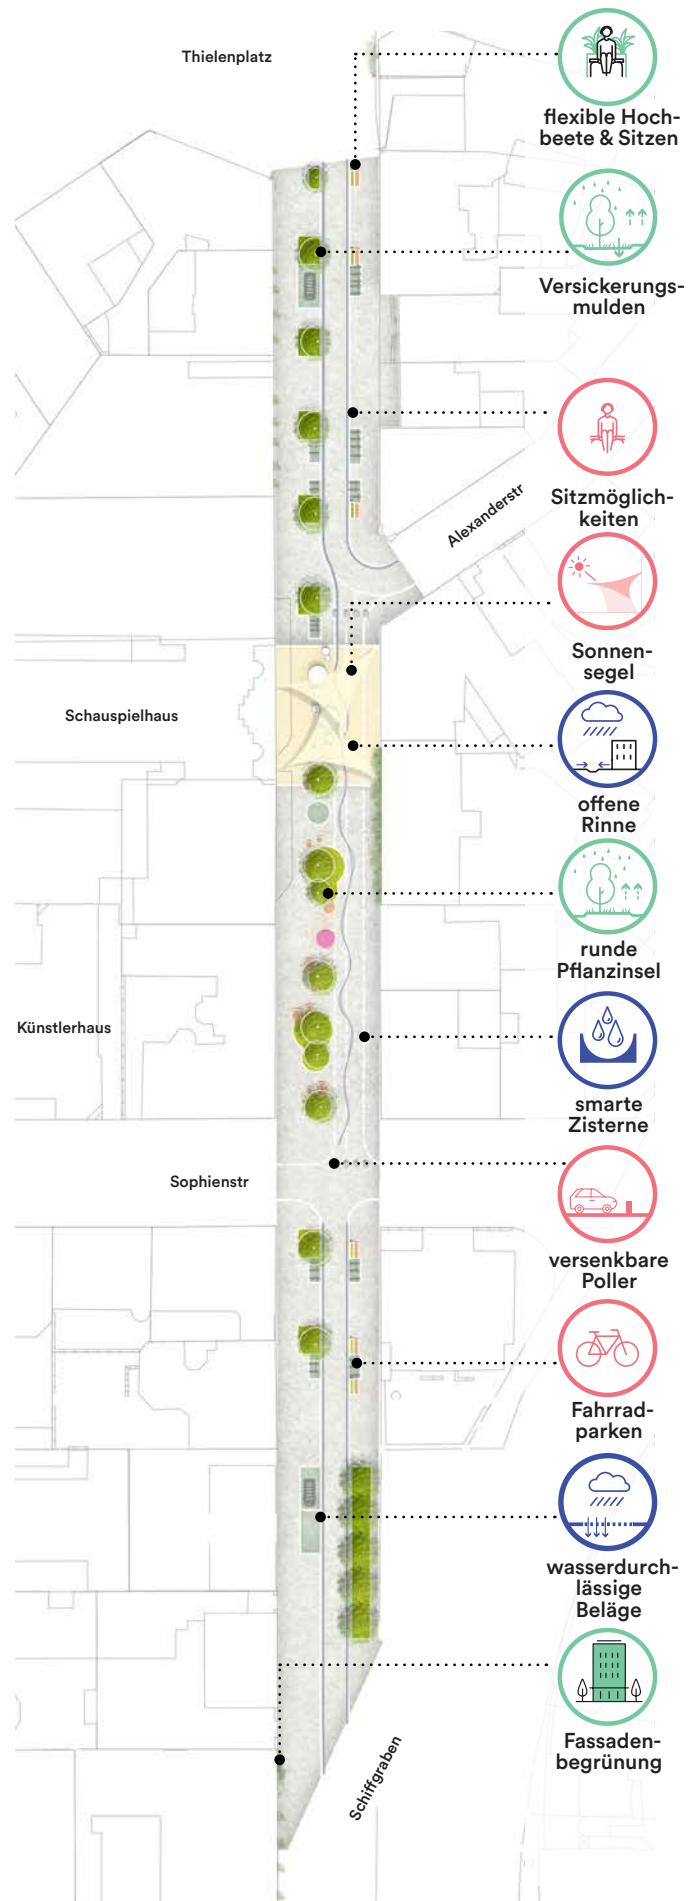 Thielenplatz
flexible Hoch-
beete & Sitzen
Versickerungs-
mulden
Sitzmöglich-
keiten
Alexanderstr
Sonnen-
segel
Schauspielhaus
offene
Rinne
runde
Pflanzinsel
Künstlerhaus
smarte
Zisterne
Sophienstr
versenkbare
Poller
Fahrrad-
parken
wasserdurch-
lässige
Beläge
Fassaden-
begrünung
Schiffgraben